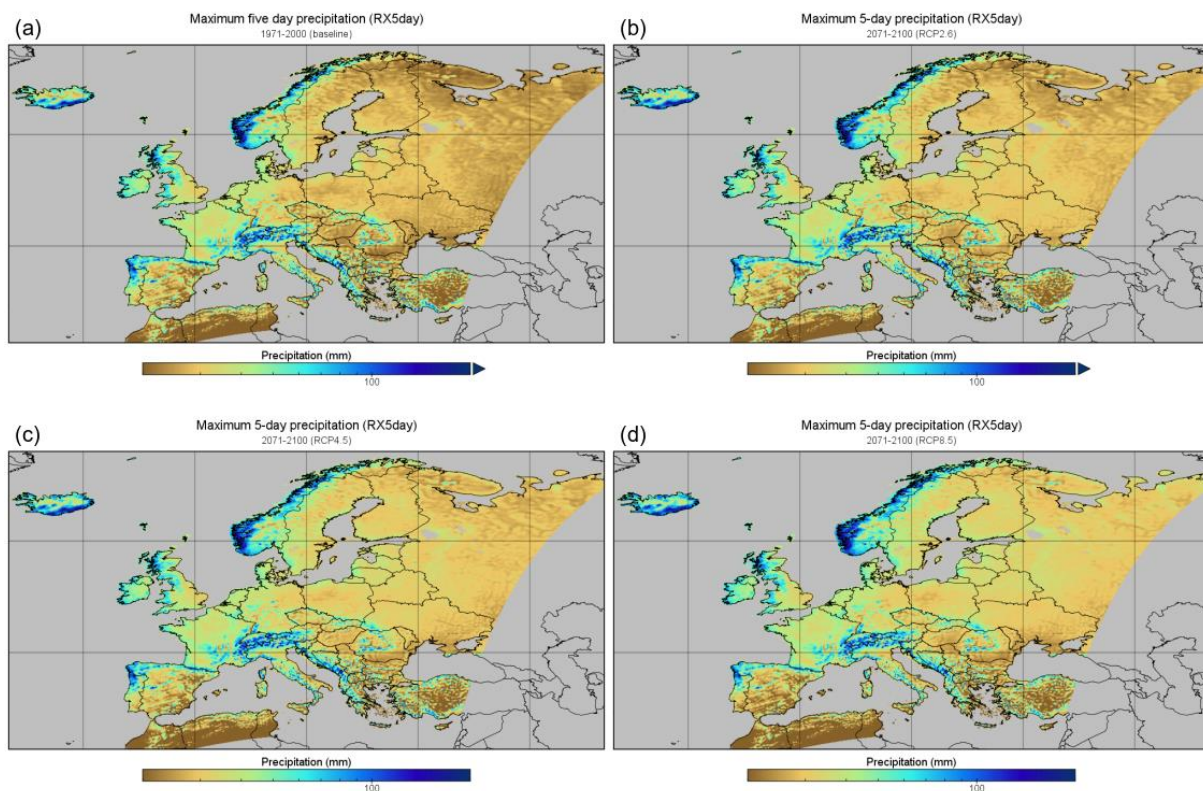 (a)
Maximum five day precipitation (RX5day)
1971-2000 (baseline)
Precipitation (mm)
100
(b)
Maximum 5-day precipitation (RX5day)
2071-2100 (RCP2.6)
Precipitation (mm)
100
(c)
Maximum 5-day precipitation (RX5day)
2071-2100 (RCP4.5)
Precipitation (mm)
100
(d)
Maximum 5-day precipitation (RX5day)
2071-2100 (RCP8.5)
Precipitation (mm)
100